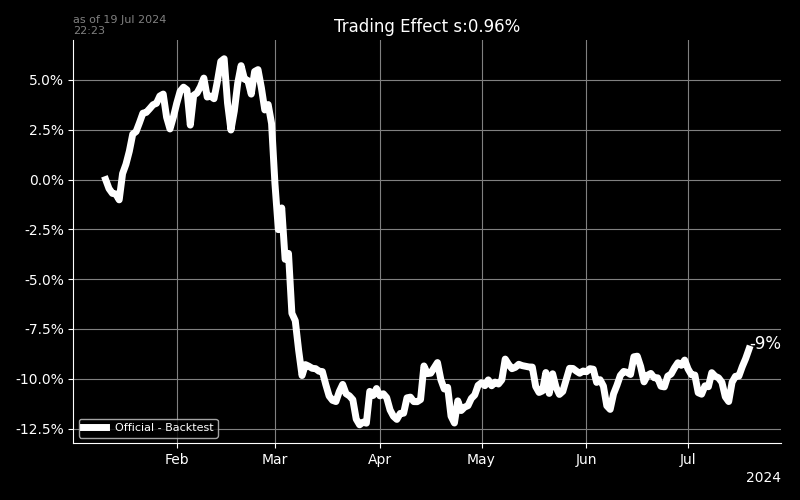 as of 19 Jul 2024
22:23
Trading Effect s:0.96%
5.0%
2.5%
0.0%
-2.5%
-5.0%
-7.5%
-10.0%
-12.5%
-9%
Official - Backtest
Feb Mar Apr May Jun Jul
2024